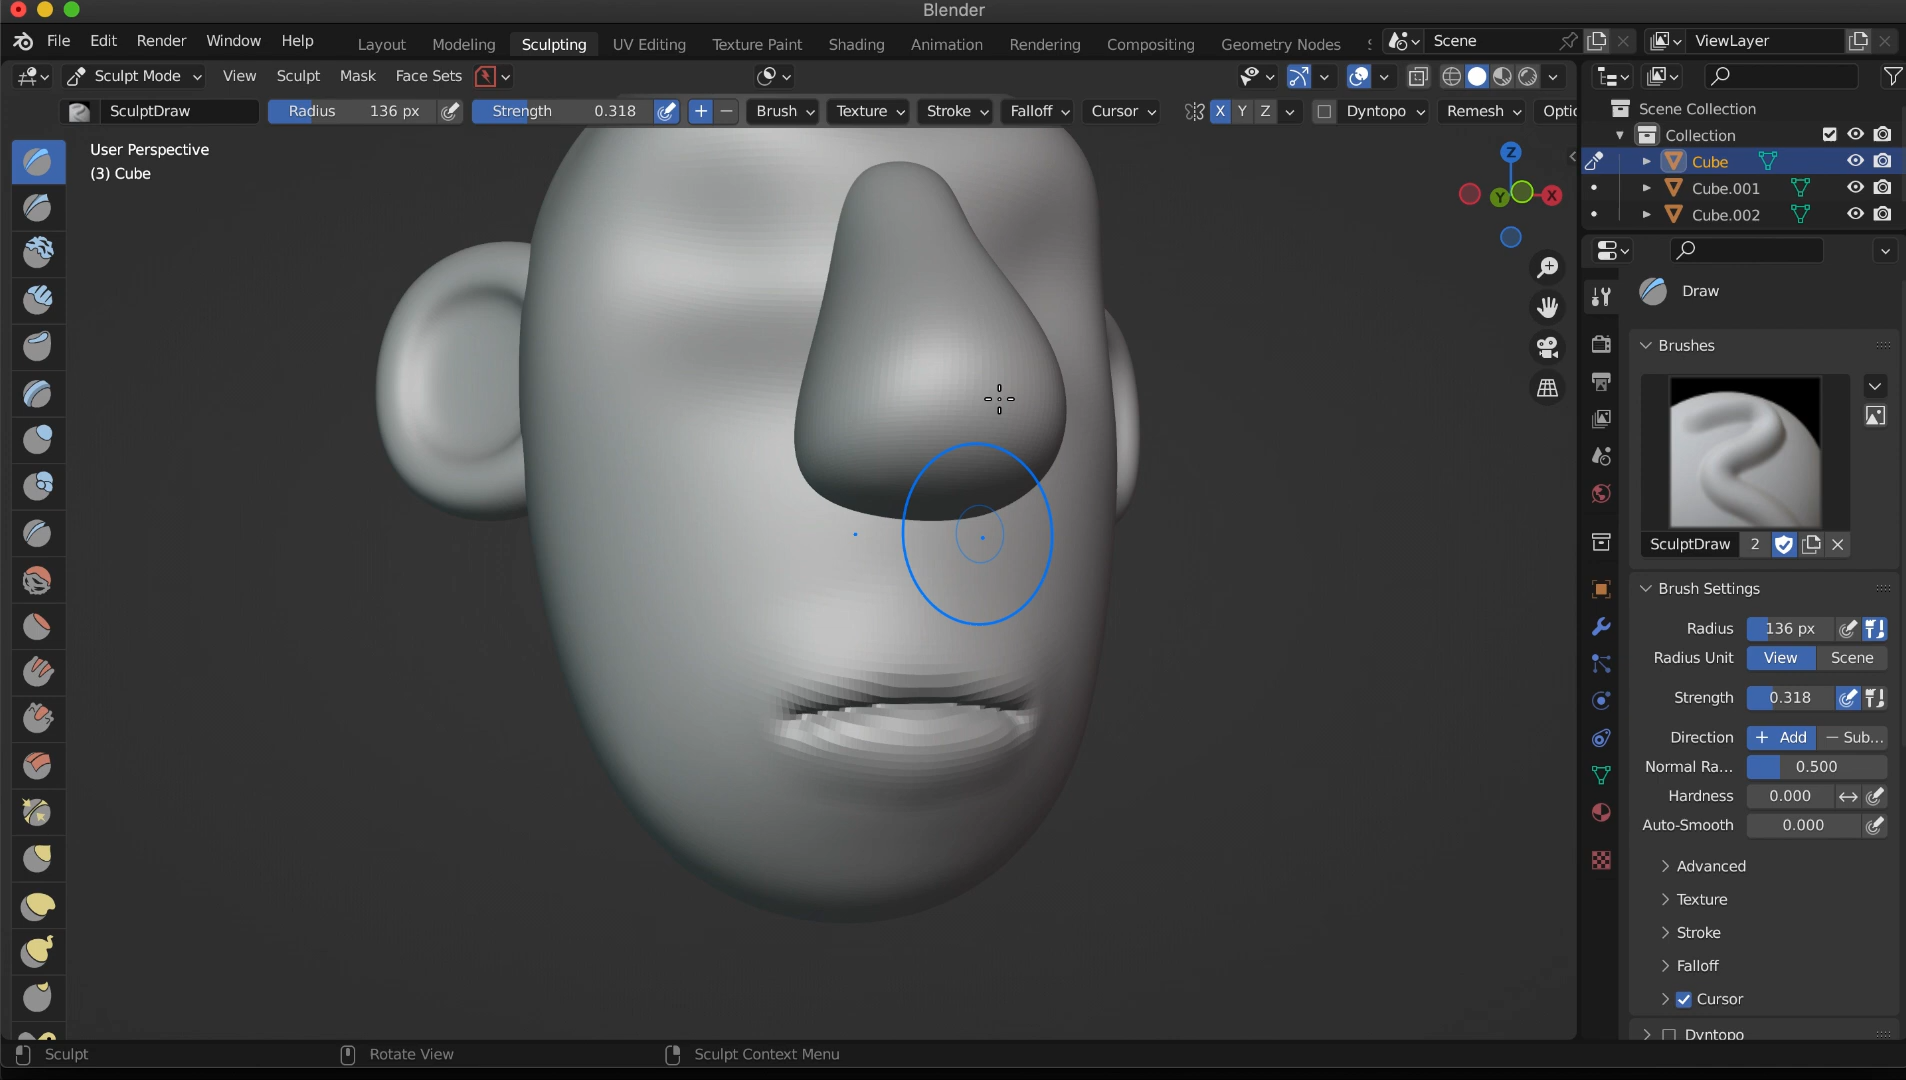 Blender
File Edit Render Window Help Layout Modeling Sculpting UV Editing Texture Paint Shading Animation Rendering Compositing Geometry Nodes Scene ViewLayer
Sculpt Mode View Sculpt Mask Face Sets
SculptDraw Radius 136 px Strength 0.318 + − Brush Texture Stroke Falloff Cursor X Y Z Dyntopo Remesh Optic
User Perspective
(3) Cube
Z
Y X
Scene Collection
Collection
Cube
Cube.001
Cube.002
Draw
Brushes
SculptDraw 2
Brush Settings
Radius 136 px
Radius Unit View Scene
Strength 0.318
Direction + Add − Sub...
Normal Ra... 0.500
Hardness 0.000
Auto-Smooth 0.000
Advanced
Texture
Stroke
Falloff
Cursor
Dyntopo
Sculpt Rotate View Sculpt Context Menu